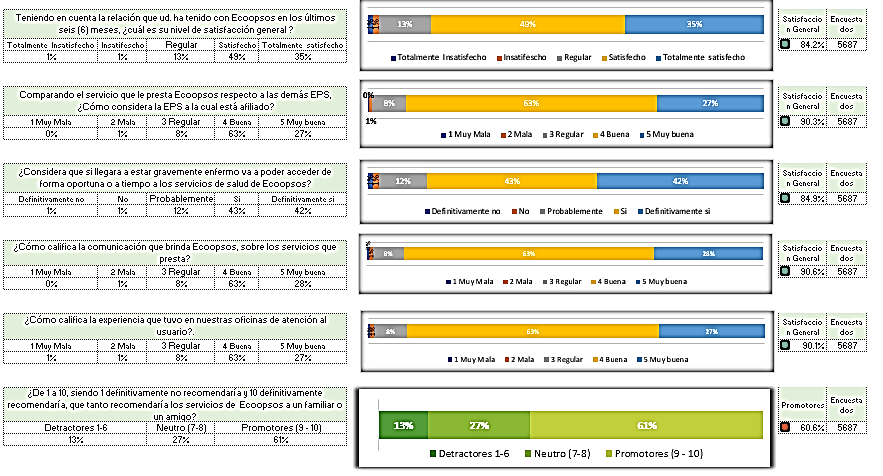 Teniendo en cuenta la relación que ud. ha tenido con Ecoopsos en los últimos
seis (6) meses, ¿cuál es su nivel de satisfacción general ?
Totalmente Insatisfecho Insatisfescho Regular Satisfecho Totalmente satisfecho
1% 1% 13% 49% 35%
13% 49% 35%
Totalmente Insatisfecho Insatifescho Regular Satisfecho Totalmente satisfecho
Satisfaccio
n General
Encuesta
dos
84.2% 5687
Comparando el servicio que le presta Ecoopsos respecto a las demás EPS,
¿Cómo considera la EPS a la cual está afiliado?
1 Muy Mala 2 Mala 3 Regular 4 Buena 5 Muy buena
0% 1% 8% 63% 27%
0%
8% 63% 27%
1%
1 Muy Mala 2 Mala 3 Regular 4 Buena 5 Muy buena
Satisfaccio
n General
Encuesta
dos
90.3% 5687
¿Considera que si llegara a estar gravemente enfermo va a poder acceder de
forma oportuna o a tiempo a los servicios de salud de Ecoopsos?
Definitivamente no No Probablemente Si Definitivamente si
1% 1% 12% 43% 42%
12% 43% 42%
Definitivamente no No Probablemente Si Definitivamente si
Satisfaccio
n General
Encuesta
dos
84.9% 5687
¿Cómo califica la comunicación que brinda Ecoopsos, sobre los servicios que
presta?
1 Muy Mala 2 Mala 3 Regular 4 Buena 5 Muy buena
0% 1% 8% 63% 28%
8% 63% 28%
1 Muy Mala 2 Mala 3 Regular 4 Buena 5 Muy buena
Satisfaccio
n General
Encuesta
dos
90.6% 5687
¿Cómo califica la experiencia que tuvo en nuestras oficinas de atención al
usuario?.
1 Muy Mala 2 Mala 3 Regular 4 Buena 5 Muy buena
1% 1% 8% 63% 27%
8% 63% 27%
1 Muy Mala 2 Mala 3 Regular 4 Buena 5 Muy buena
Satisfaccio
n General
Encuesta
dos
90.1% 5687
¿De 1 a 10, siendo 1 definitivamente no recomendaría y 10 definitivamente
recomendaría, que tanto recomendaría los servicios de Ecoopsos a un familiar o
un amigo?
Detractores 1-6 Neutro (7-8) Promotores (9 - 10)
13% 27% 61%
13% 27% 61%
Detractores 1-6 Neutro (7-8) Promotores (9 - 10)
Promotores
Encuesta
dos
60.6% 5687